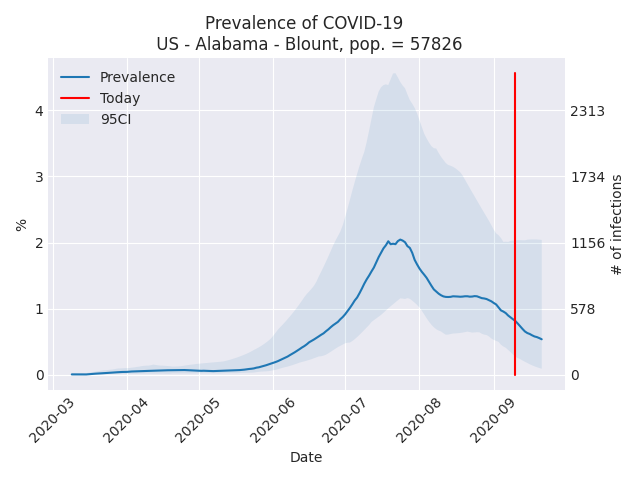 Prevalence of COVID-19
US - Alabama - Blount, pop. = 57826
Prevalence
Today
95CI
4
3
2
1
0
%
2313
1734
1156
578
0
# of infections
2020-03
2020-04
2020-05
2020-06
2020-07
2020-08
2020-09
Date